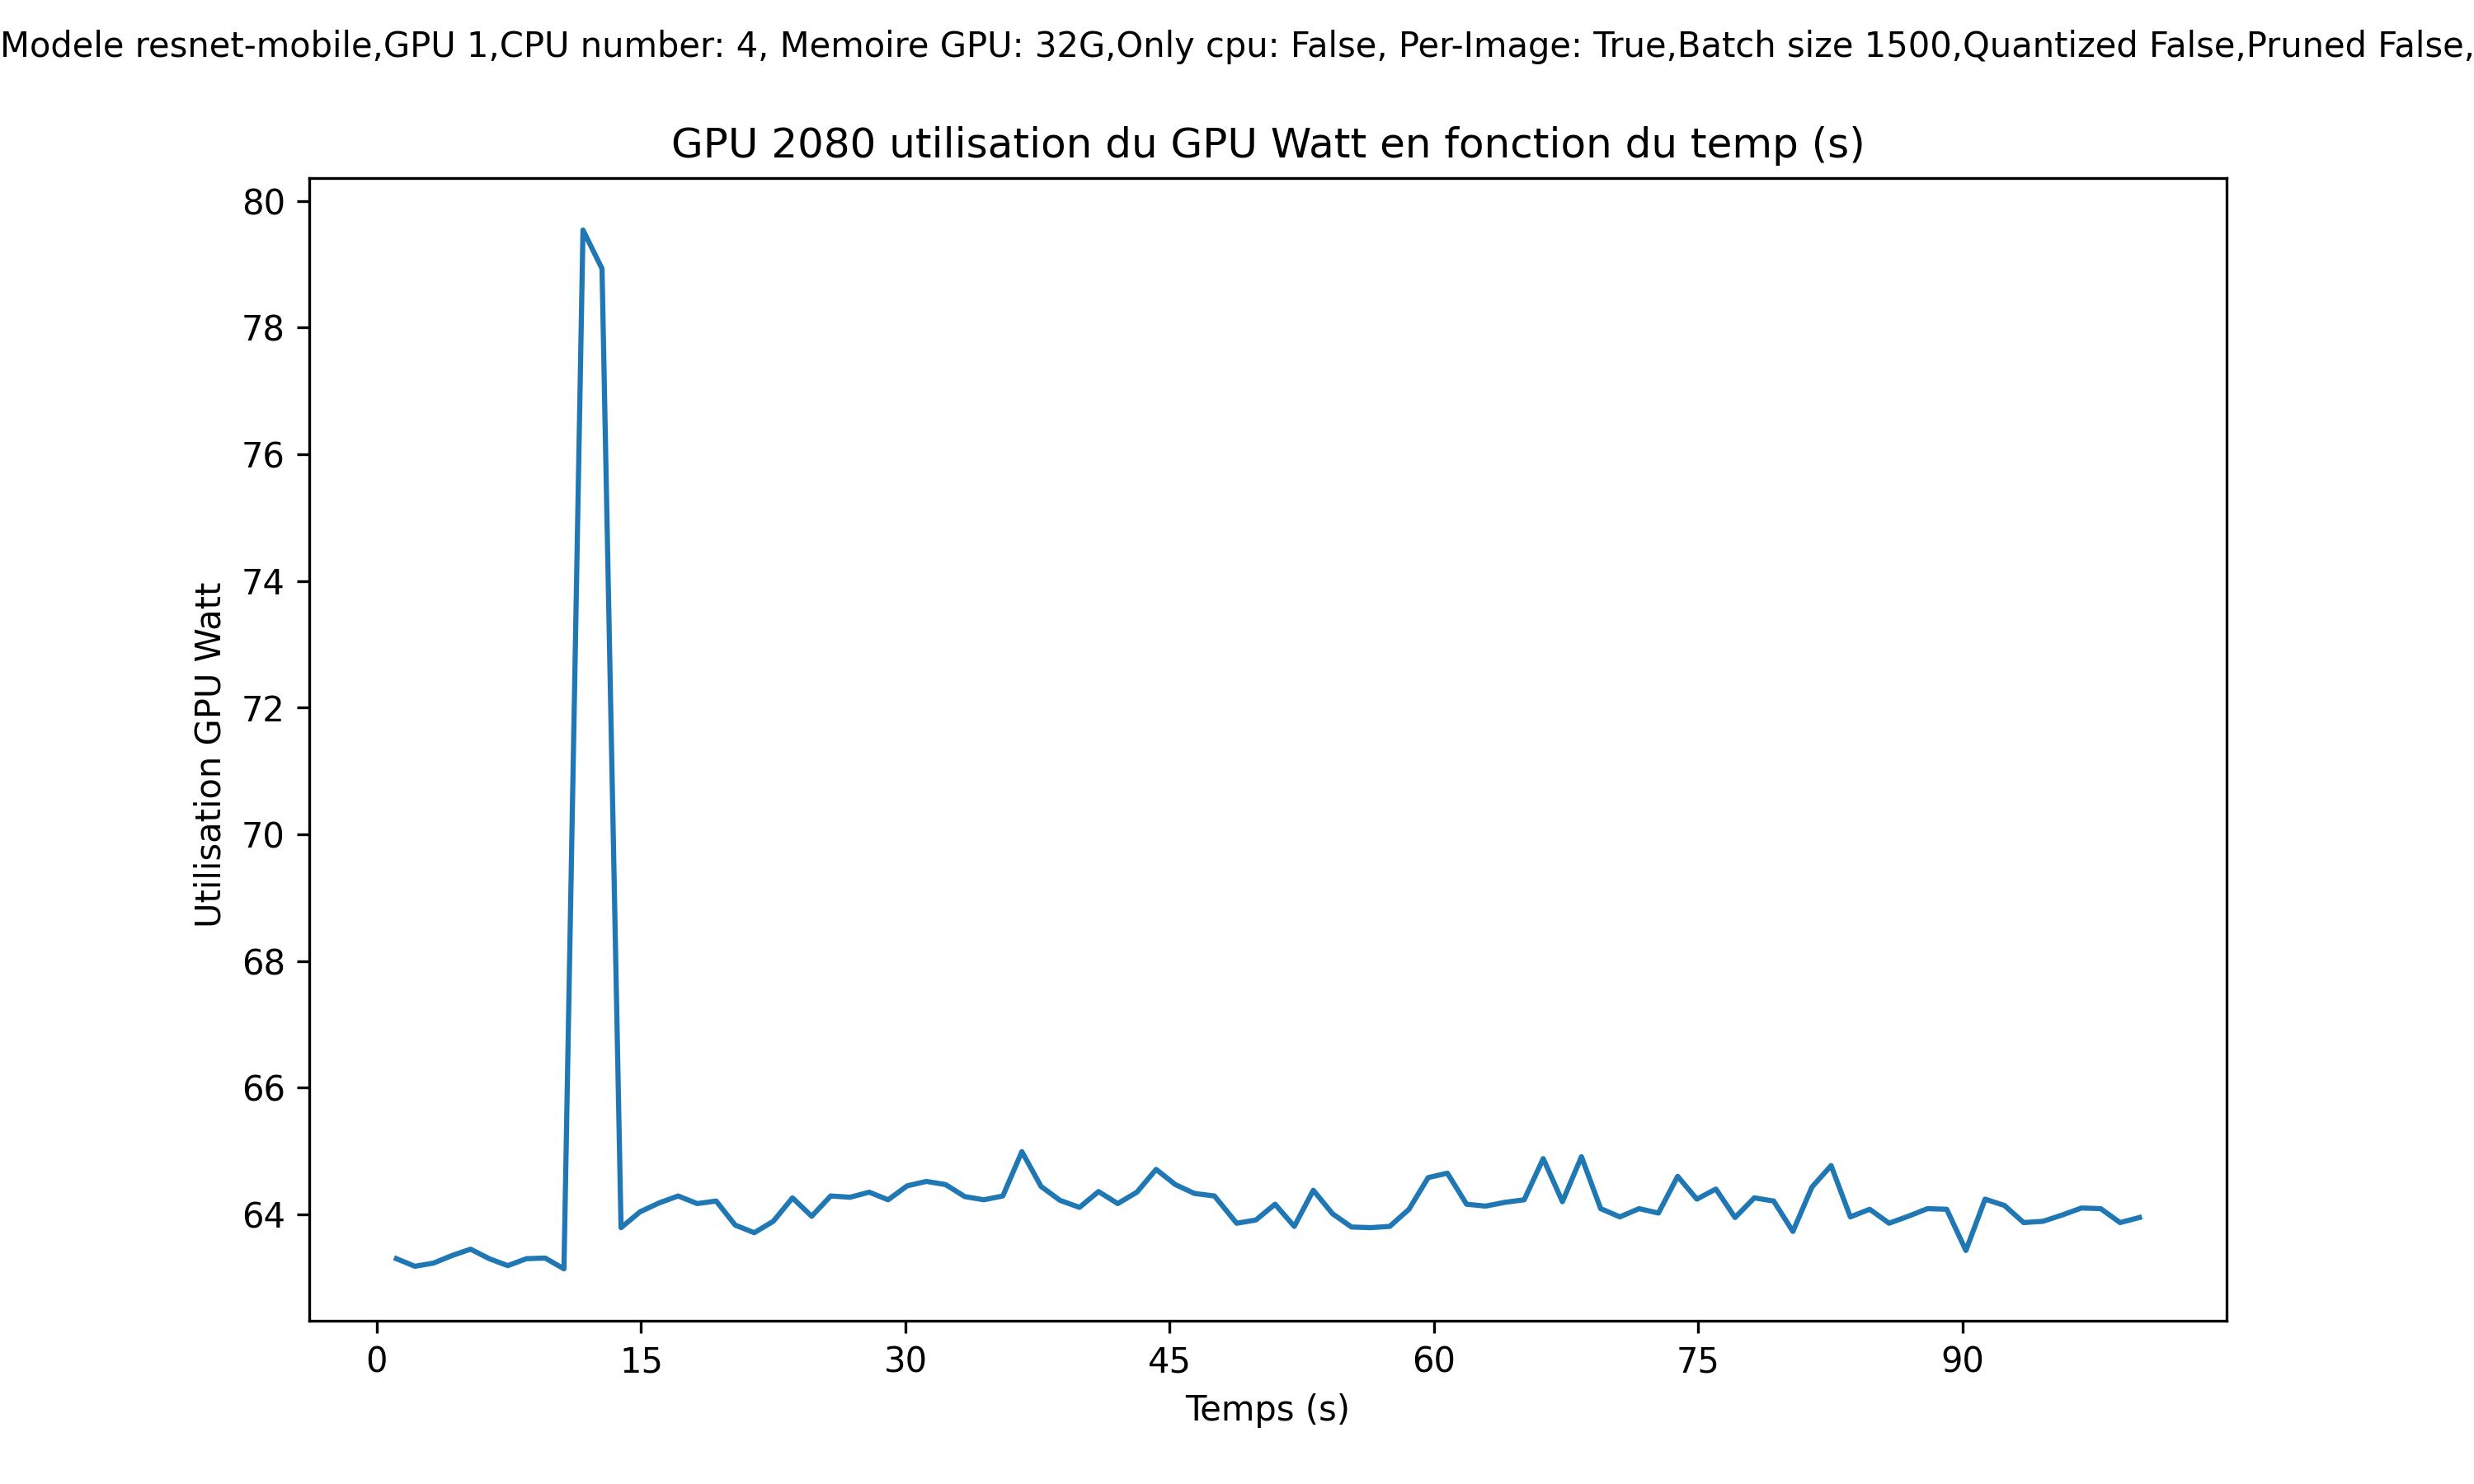 Modele resnet-mobile,GPU 1,CPU number: 4, Memoire GPU: 32G,Only cpu: False, Per-Image: True,Batch size 1500,Quantized False,Pruned False,
GPU 2080 utilisation du GPU Watt en fonction du temp (s)
80
78
76
74
72
70
68
66
64
Utilisation GPU Watt
0 15 30 45 60 75 90
Temps (s)